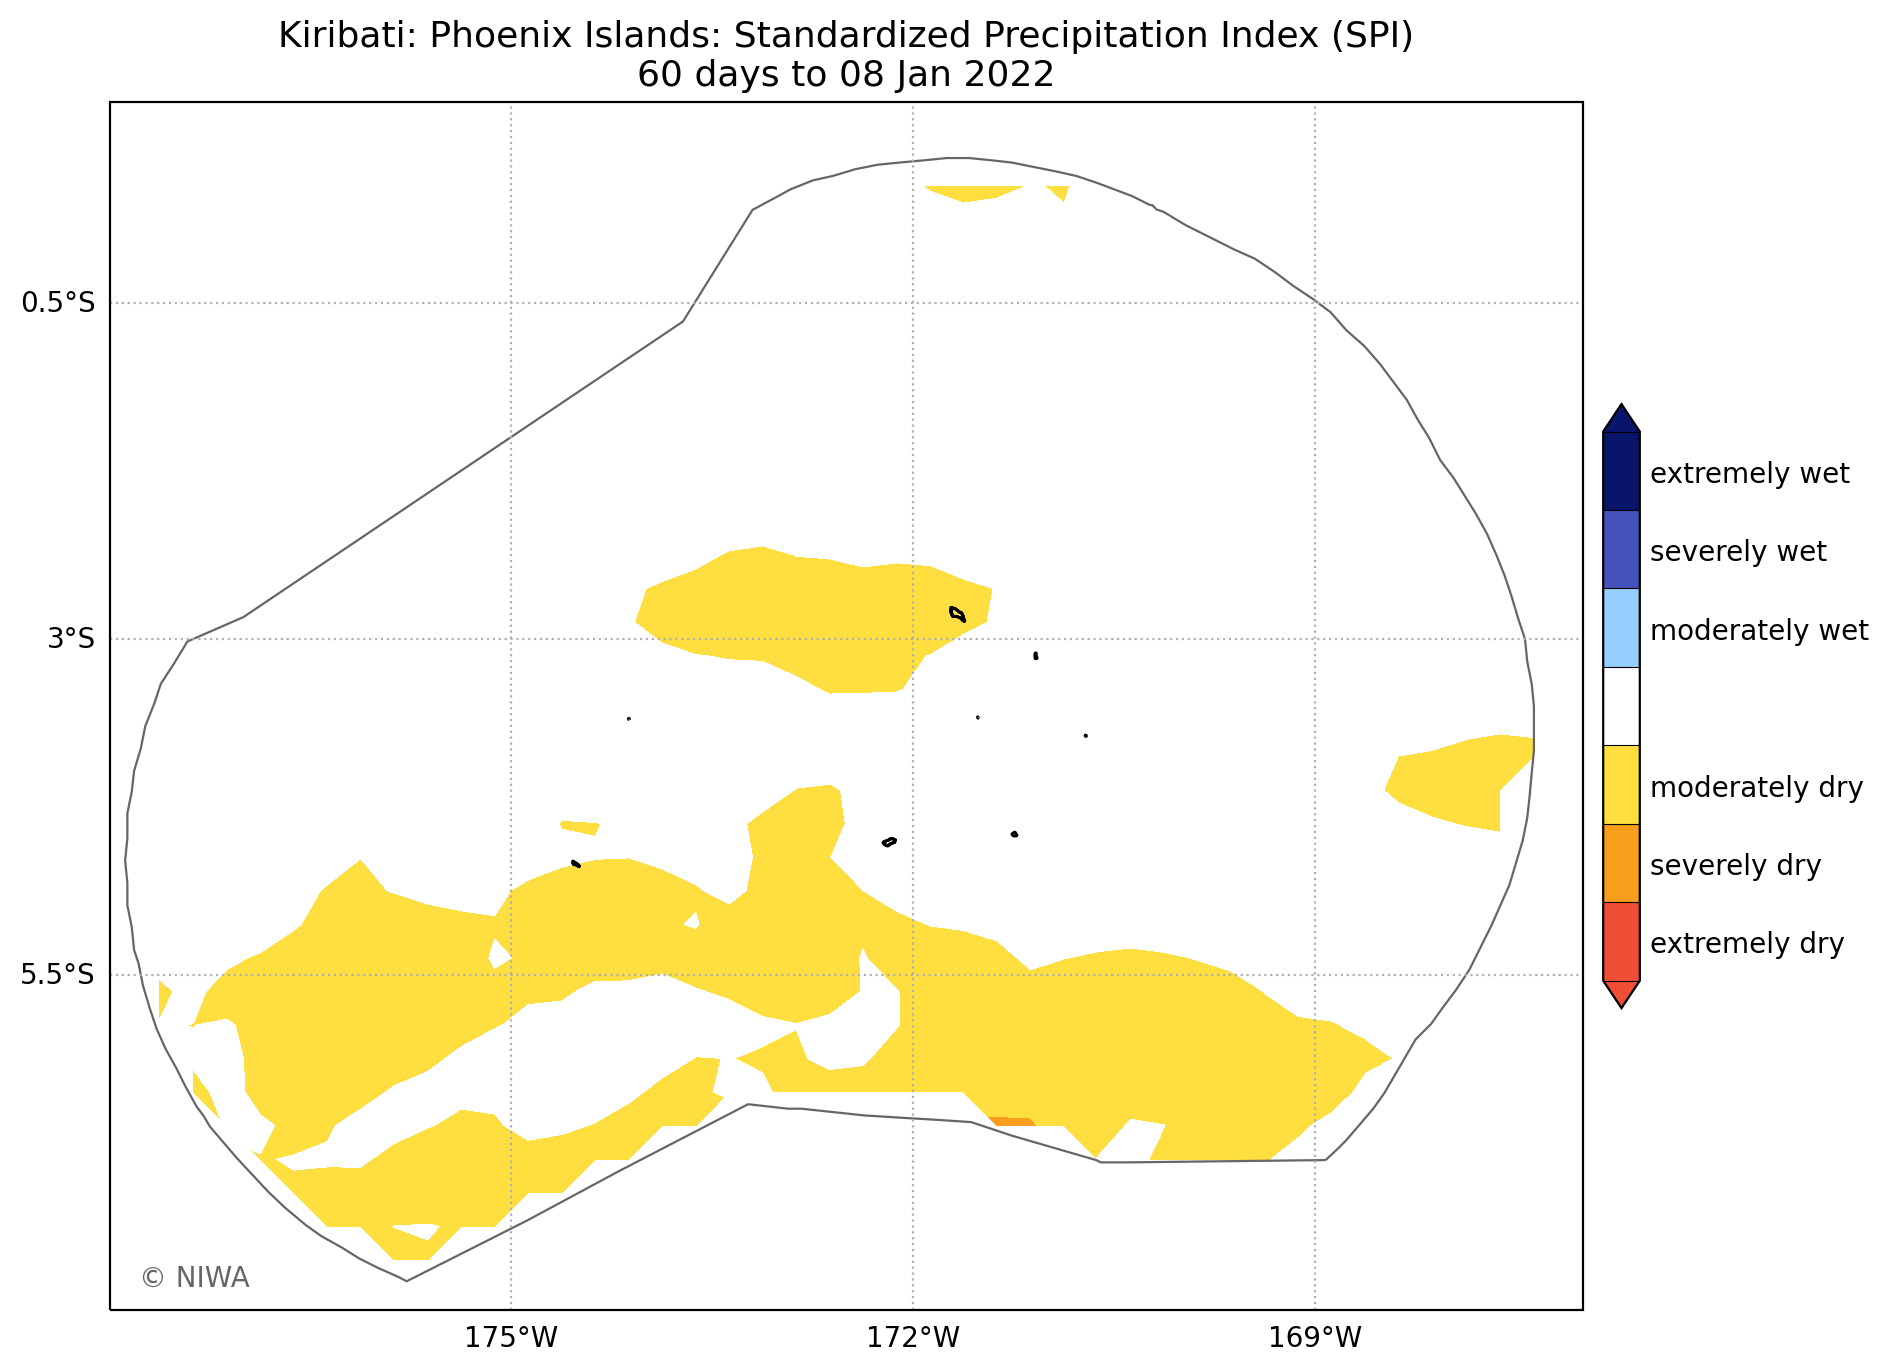 Kiribati: Phoenix Islands: Standardized Precipitation Index (SPI)
60 days to 08 Jan 2022
0.5°S
3°S
5.5°S
175°W
172°W
169°W
extremely wet
severely wet
moderately wet
moderately dry
severely dry
extremely dry
© NIWA